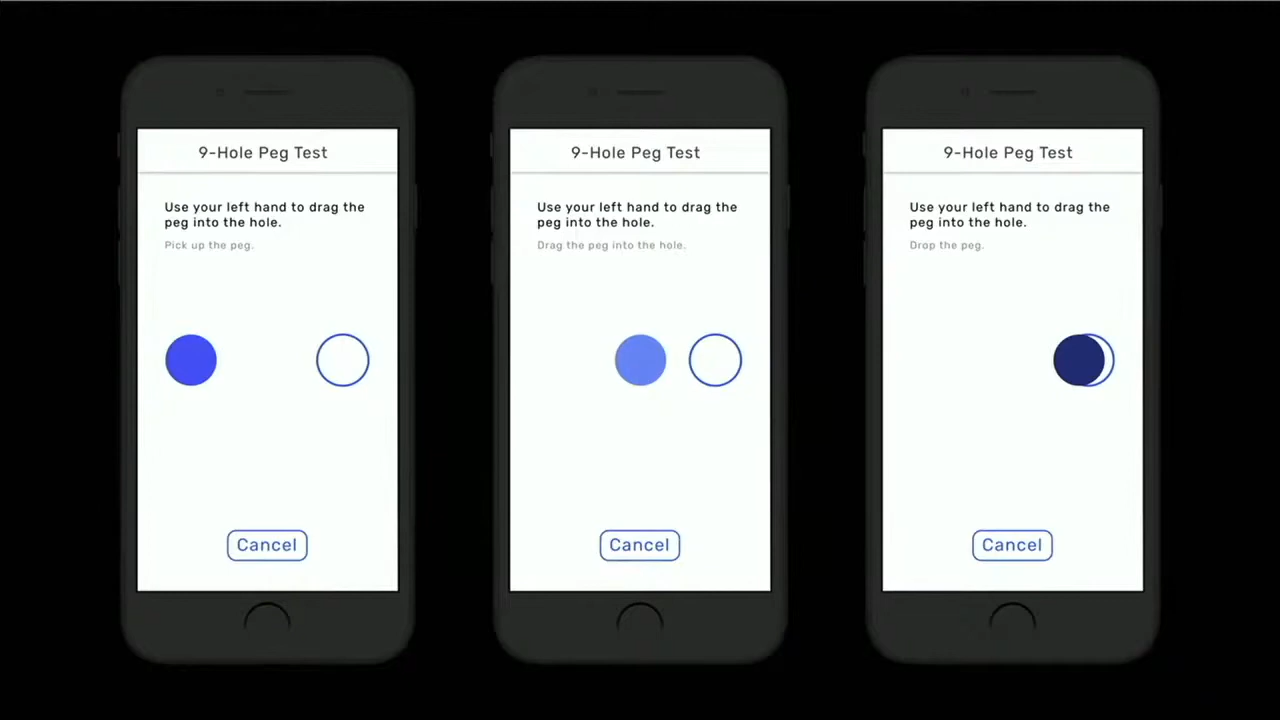 9-Hole Peg Test
Use your left hand to drag the
peg into the hole.
Pick up the peg.
Cancel
9-Hole Peg Test
Use your left hand to drag the
peg into the hole.
Drag the peg into the hole.
Cancel
9-Hole Peg Test
Use your left hand to drag the
peg into the hole.
Drop the peg.
Cancel